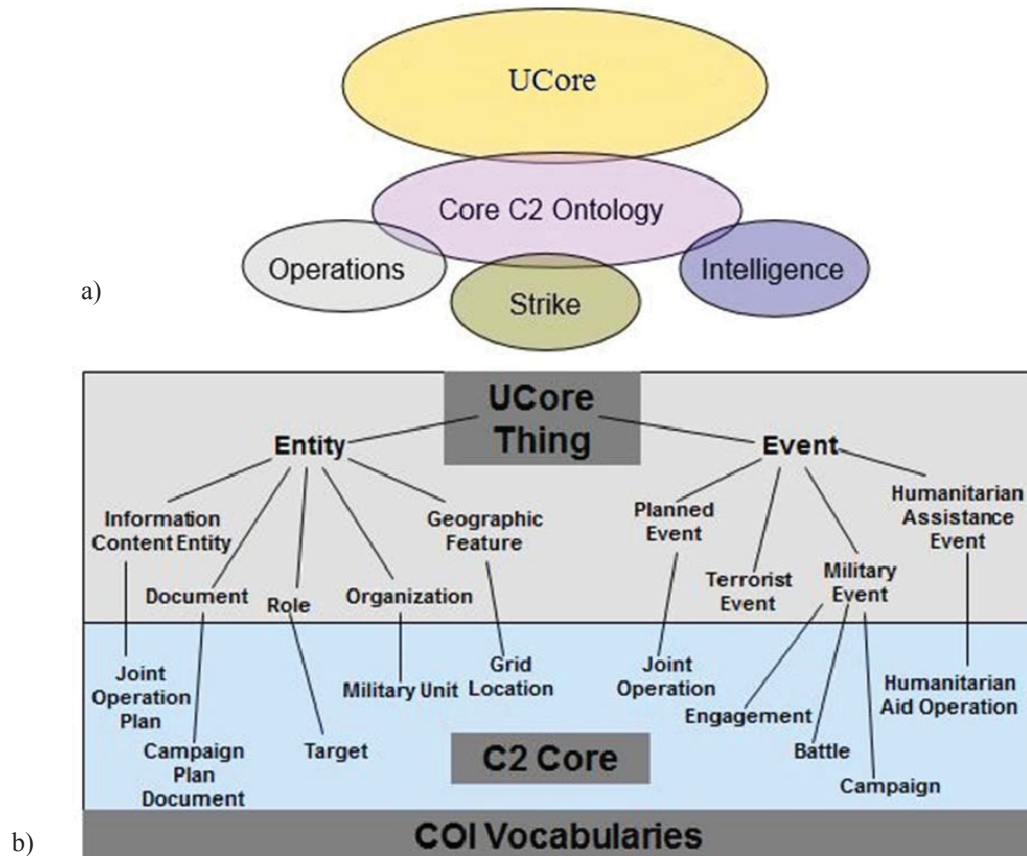 UCore
Core C2 Ontology
Operations
Intelligence
Strike
a)
UCore
Thing
Entity
Event
Information
Content Entity
Geographic
Feature
Planned
Event
Humanitarian
Assistance
Event
Document
Role
Organization
Terrorist
Event
Military
Event
Joint
Operation
Plan
Military Unit
Grid
Location
Joint
Operation
Engagement
Humanitarian
Aid Operation
Campaign
Plan
Document
Target
C2 Core
Battle
Campaign
b)
COI Vocabularies